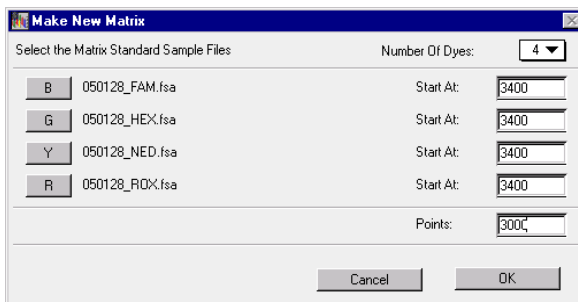 Make New Matrix
Select the Matrix Standard Sample Files Number Of Dyes: 4
B 050128_FAM.fsa Start At: 3400
G 050128_HEX.fsa Start At: 3400
Y 050128_NED.fsa Start At: 3400
R 050128_ROX.fsa Start At: 3400
Points: 3000
Cancel OK